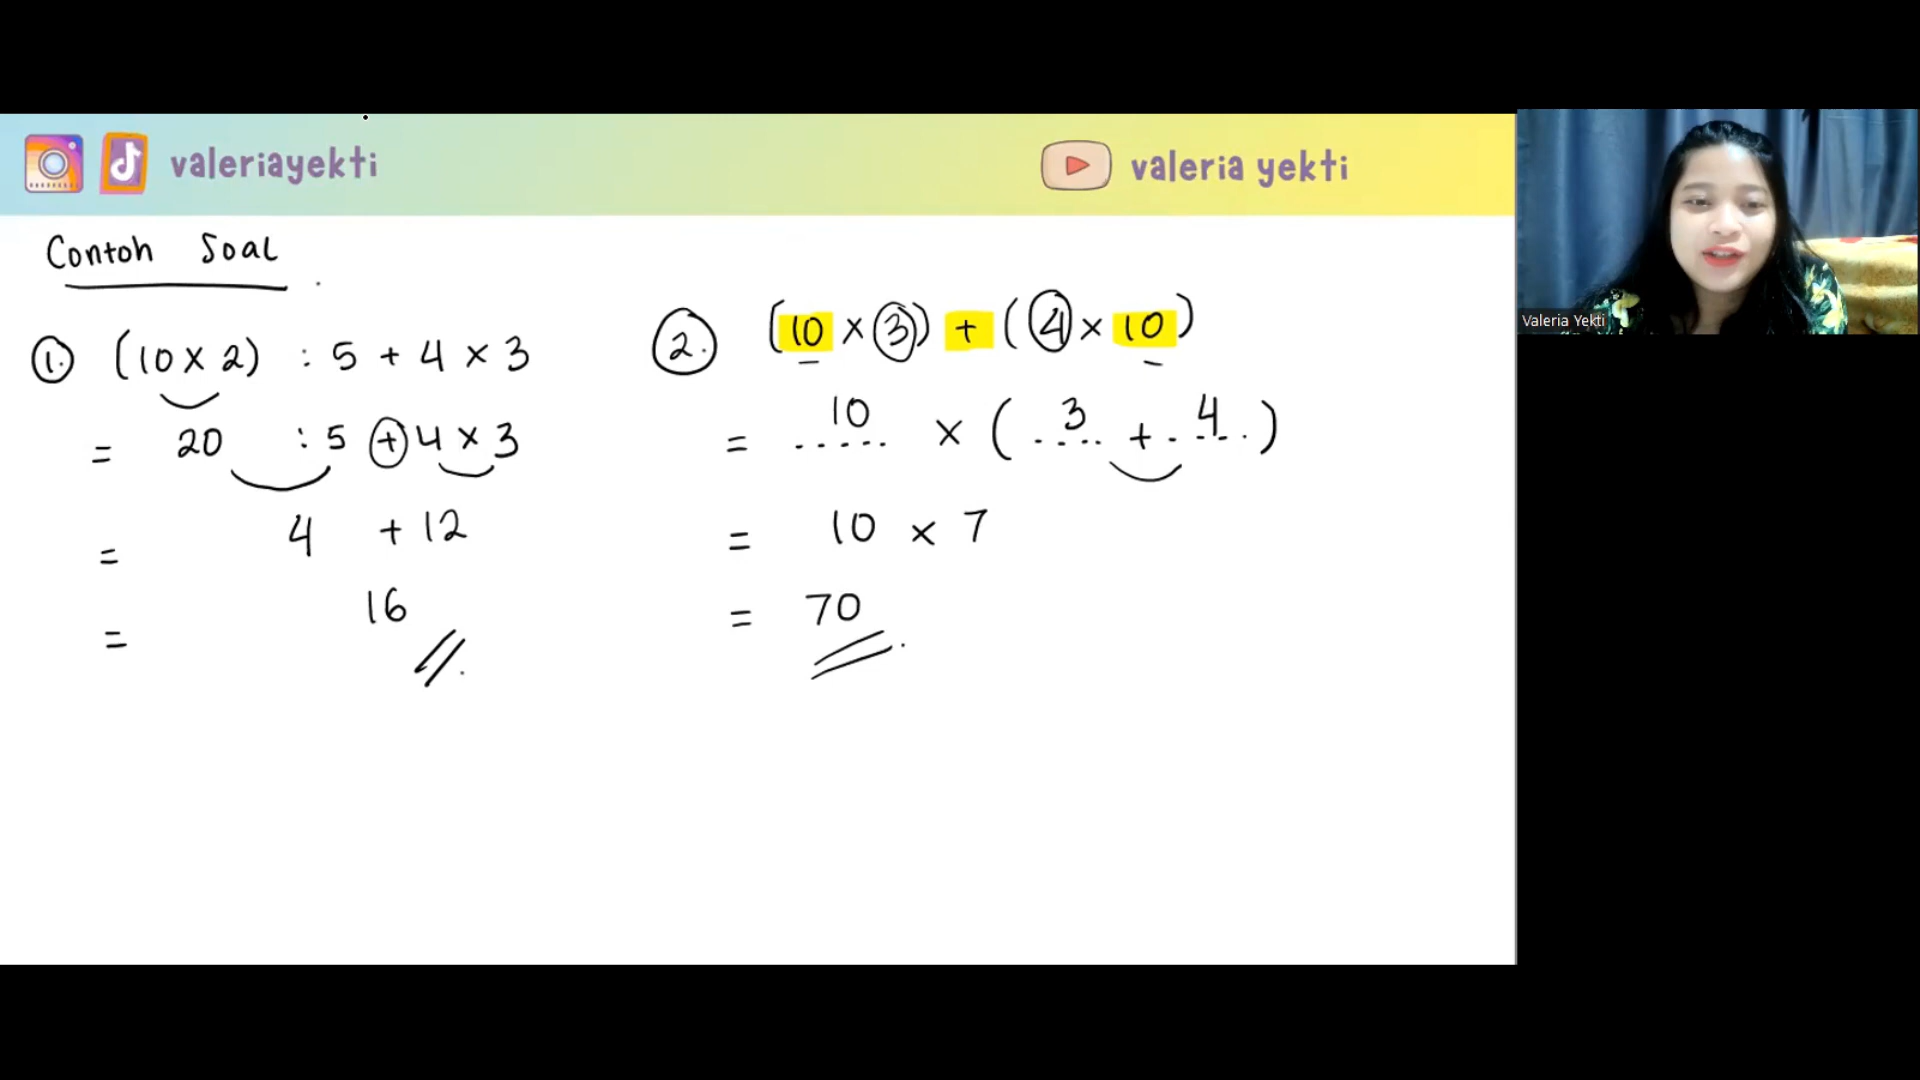 valeriayekti
valeria yekti
Valeria Yekti
Contoh Soal
1. (10 x 2) : 5 + 4 x 3
= 20 : 5 + 4 x 3
= 4 + 12
= 16
2. (10 x 3) + (4 x 10)
= ..10.. x (..3.. + ..4..)
= 10 x 7
= 70